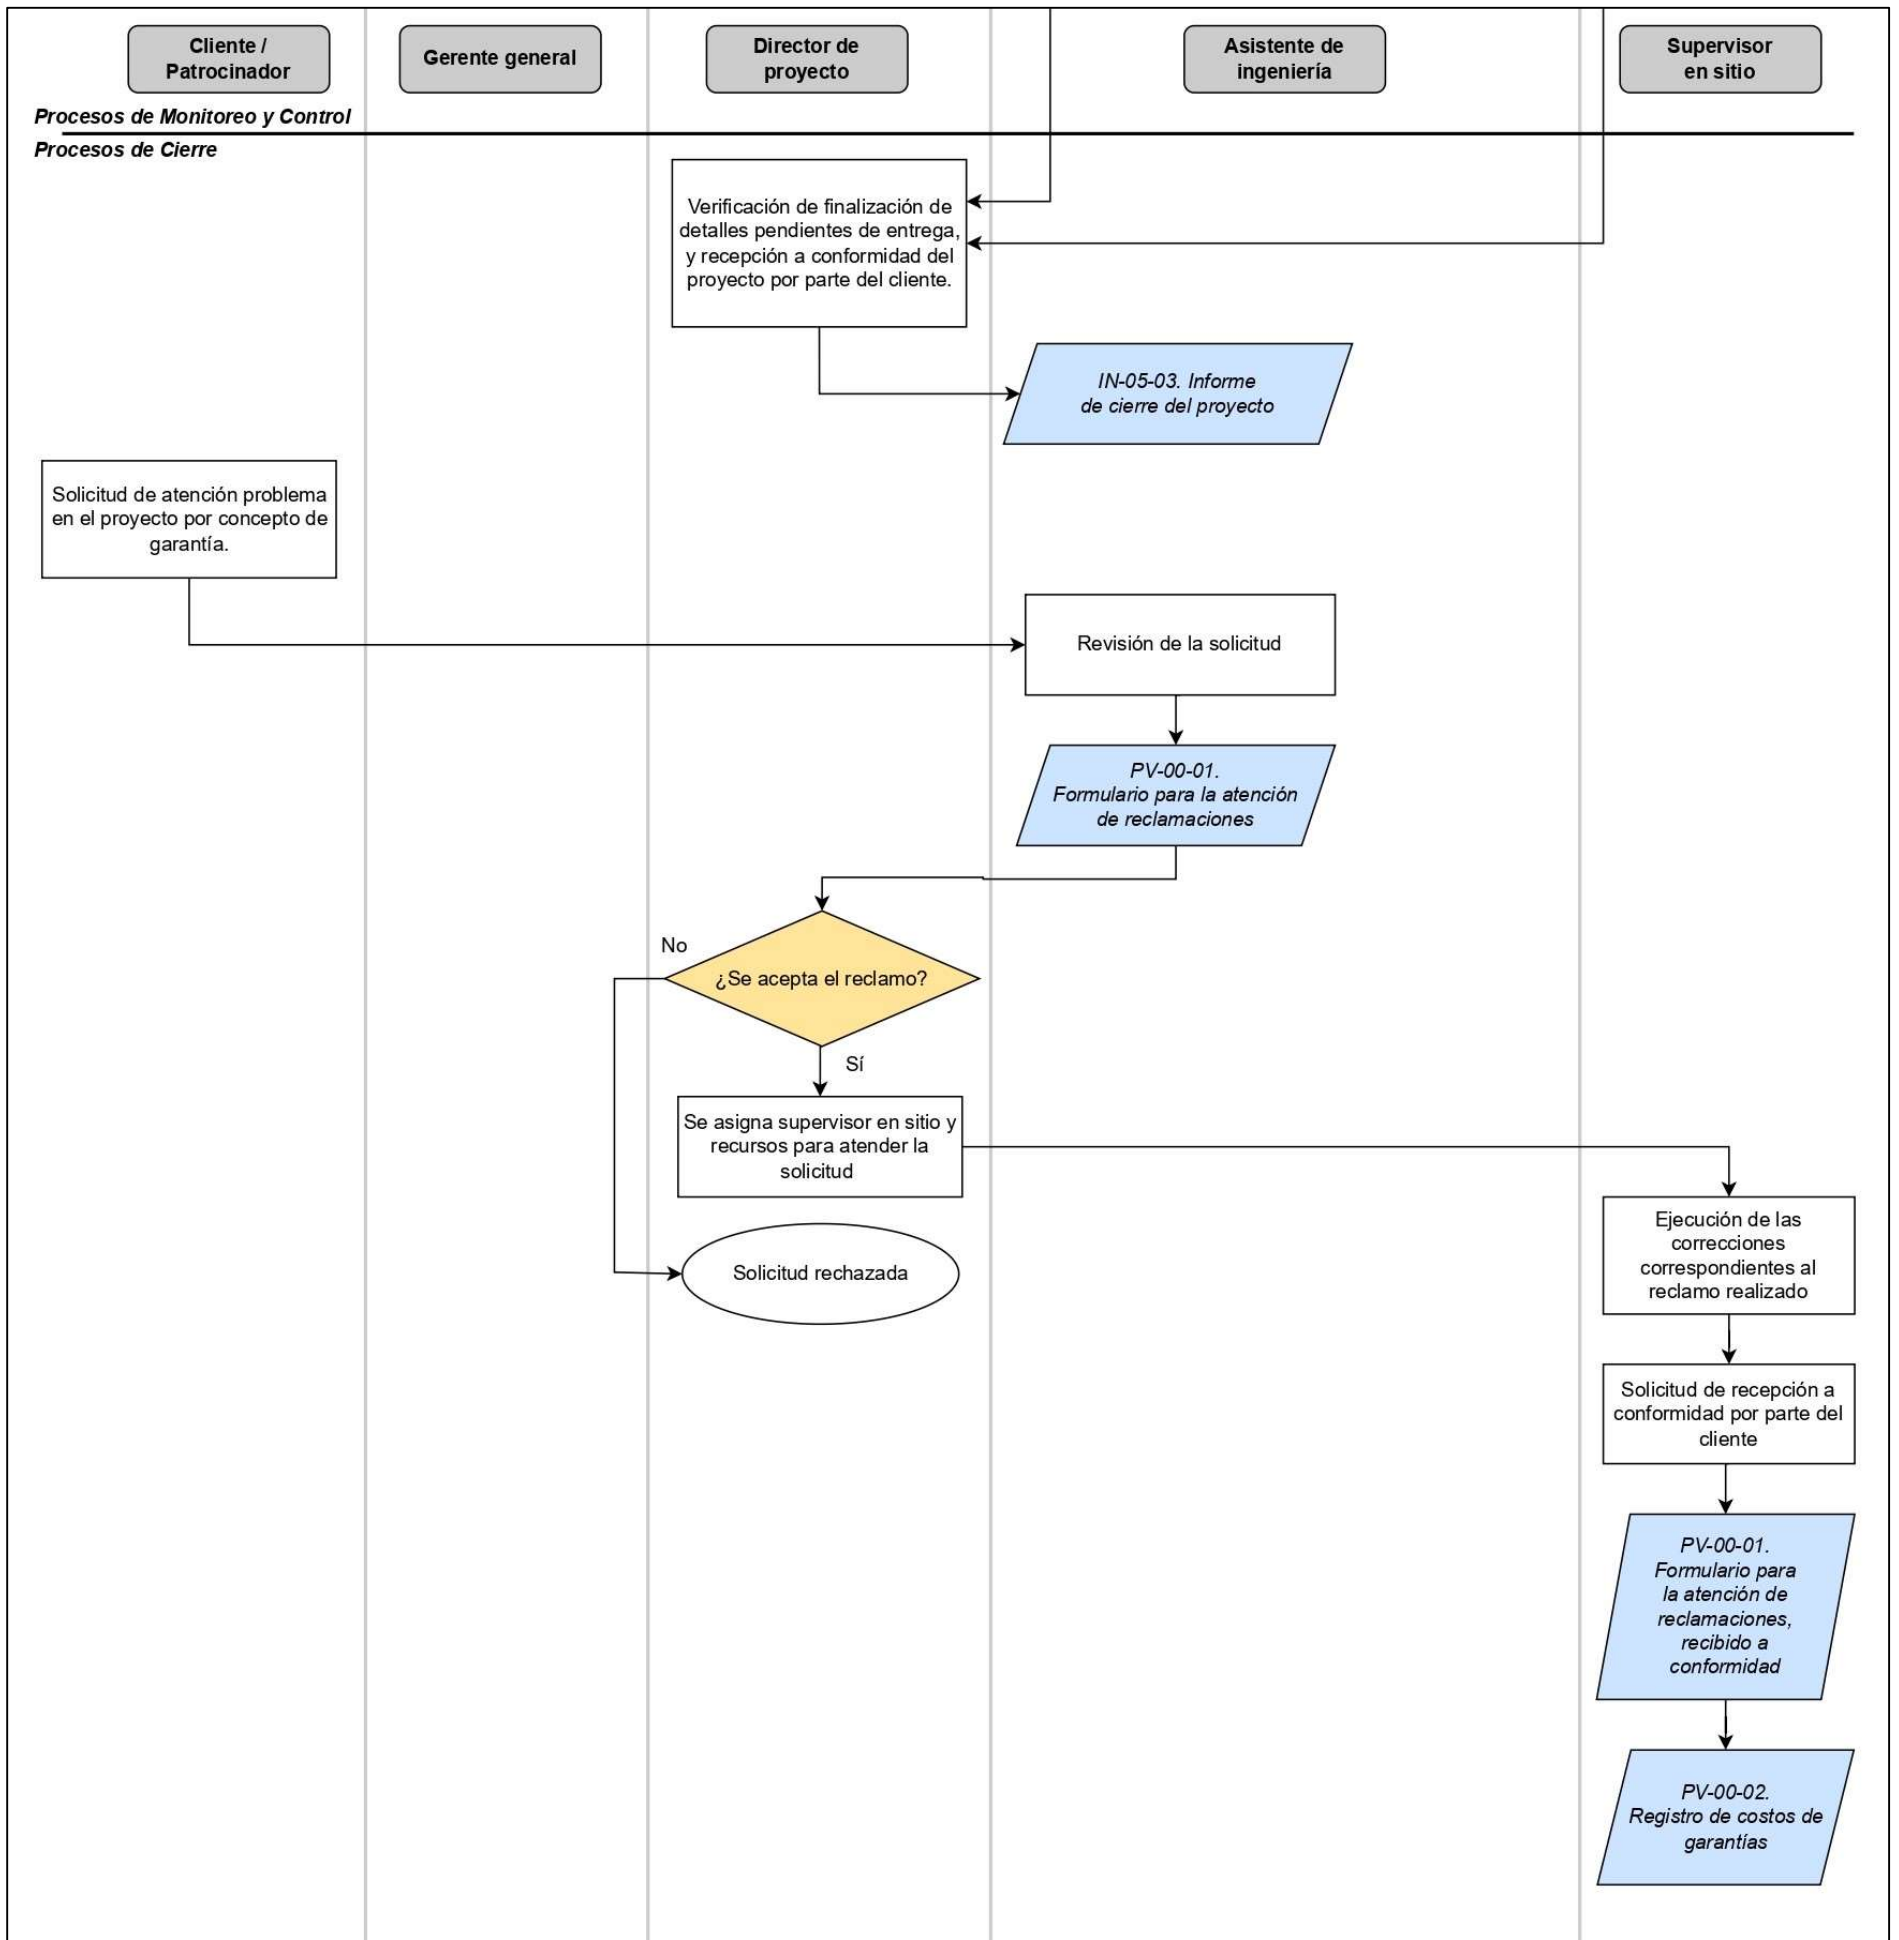 Cliente /
Patrocinador
Gerente general
Director de
proyecto
Asistente de
ingeniería
Supervisor
en sitio
Procesos de Monitoreo y Control
Procesos de Cierre
Verificación de finalización de
detalles pendientes de entrega,
y recepción a conformidad del
proyecto por parte del cliente.
IN-05-03. Informe
de cierre del proyecto
Solicitud de atención problema
en el proyecto por concepto de
garantía.
Revisión de la solicitud
PV-00-01.
Formulario para la atención
de reclamaciones
No
¿Se acepta el reclamo?
Sí
Se asigna supervisor en sitio y
recursos para atender la
solicitud
Solicitud rechazada
Ejecución de las
correcciones
correspondientes al
reclamo realizado
Solicitud de recepción a
conformidad por parte del
cliente
PV-00-01.
Formulario para
la atención de
reclamaciones,
recibido a
conformidad
PV-00-02.
Registro de costos de
garantías